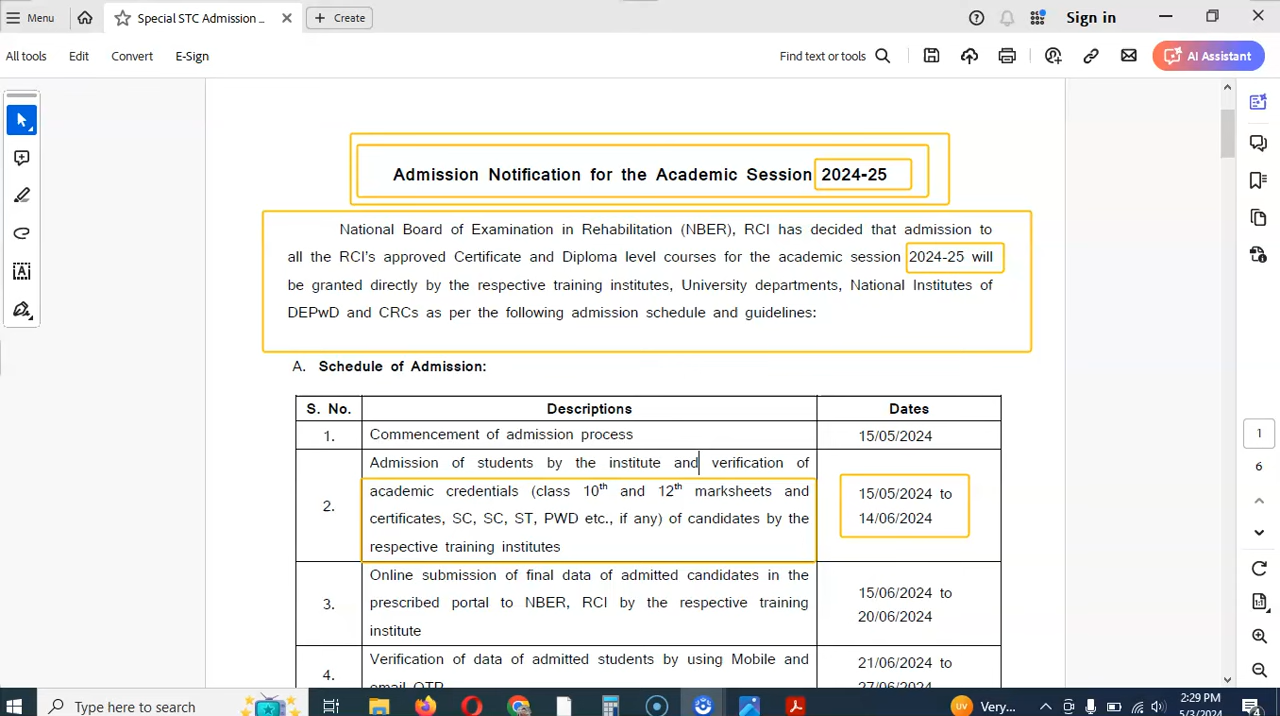 Menu
Special STC Admission ...
Create
Sign in
All tools
Edit
Convert
E-Sign
Find text or tools
AI Assistant
Admission Notification for the Academic Session 2024-25
National Board of Examination in Rehabilitation (NBER), RCI has decided that admission to
all the RCI's approved Certificate and Diploma level courses for the academic session 2024-25 will
be granted directly by the respective training institutes, University departments, National Institutes of
DEPwD and CRCs as per the following admission schedule and guidelines:
A. Schedule of Admission:
S. No. Descriptions Dates
1. Commencement of admission process 15/05/2024
Admission of students by the institute and verification of
academic credentials (class 10th and 12th marksheets and
certificates, SC, SC, ST, PWD etc., if any) of candidates by the
respective training institutes
2.
15/05/2024 to
14/06/2024
Online submission of final data of admitted candidates in the
prescribed portal to NBER, RCI by the respective training
institute
3.
15/06/2024 to
20/06/2024
Verification of data of admitted students by using Mobile and
email OTP
4.
21/06/2024 to
27/06/2024
1
6
Type here to search
UV
Very...
2:29 PM
5/3/2024
4